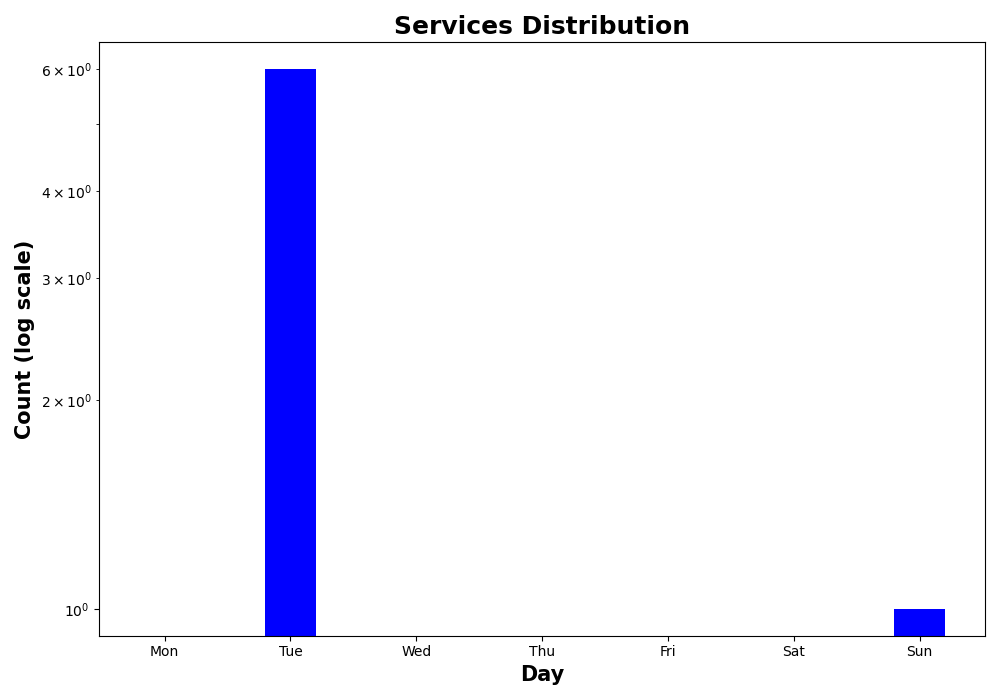 Services Distribution
6 × 10⁰
4 × 10⁰
3 × 10⁰
2 × 10⁰
10⁰
Count (log scale)
Mon Tue Wed Thu Fri Sat Sun
Day